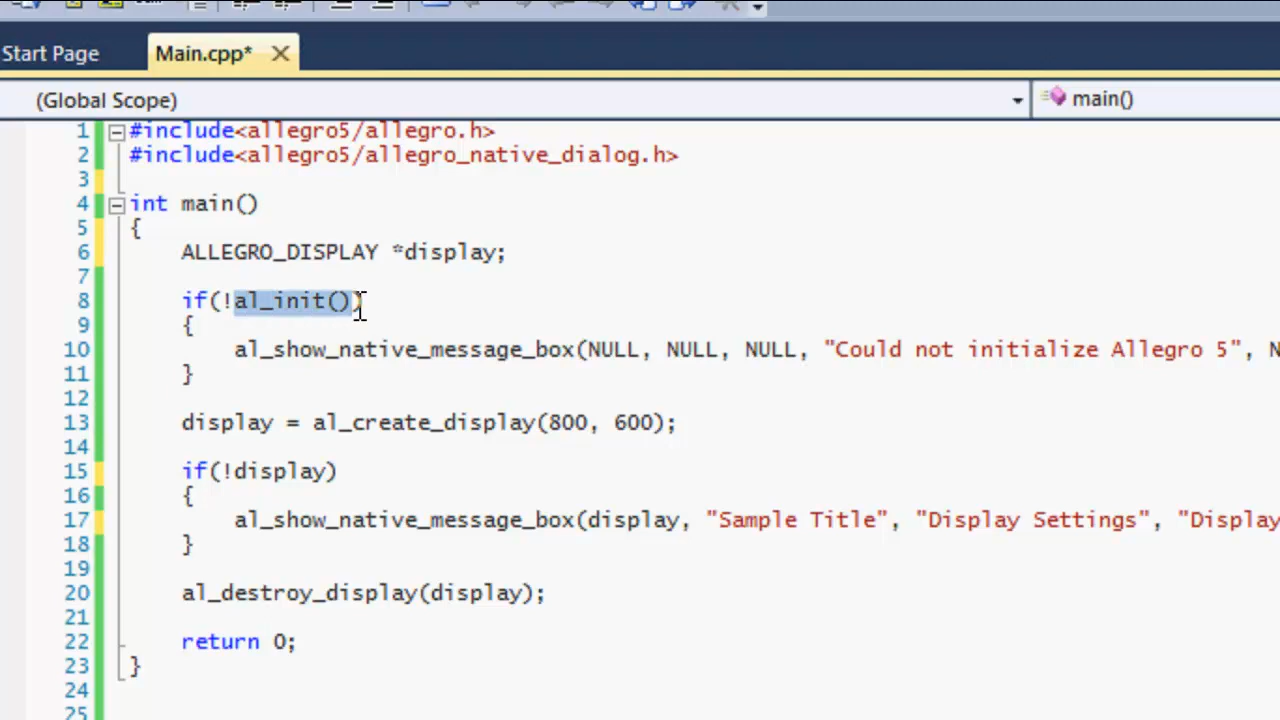 Start Page
Main.cpp*
(Global Scope)
main()
1 #include<allegro5/allegro.h>
2 #include<allegro5/allegro_native_dialog.h>
3
4 int main()
5 {
6 ALLEGRO_DISPLAY *display;
7
8 if(!al_init())
9 {
10 al_show_native_message_box(NULL, NULL, NULL, "Could not initialize Allegro 5", N
11 }
12
13 display = al_create_display(800, 600);
14
15 if(!display)
16 {
17 al_show_native_message_box(display, "Sample Title", "Display Settings", "Display
18 }
19
20 al_destroy_display(display);
21
22 return 0;
23 }
24
25